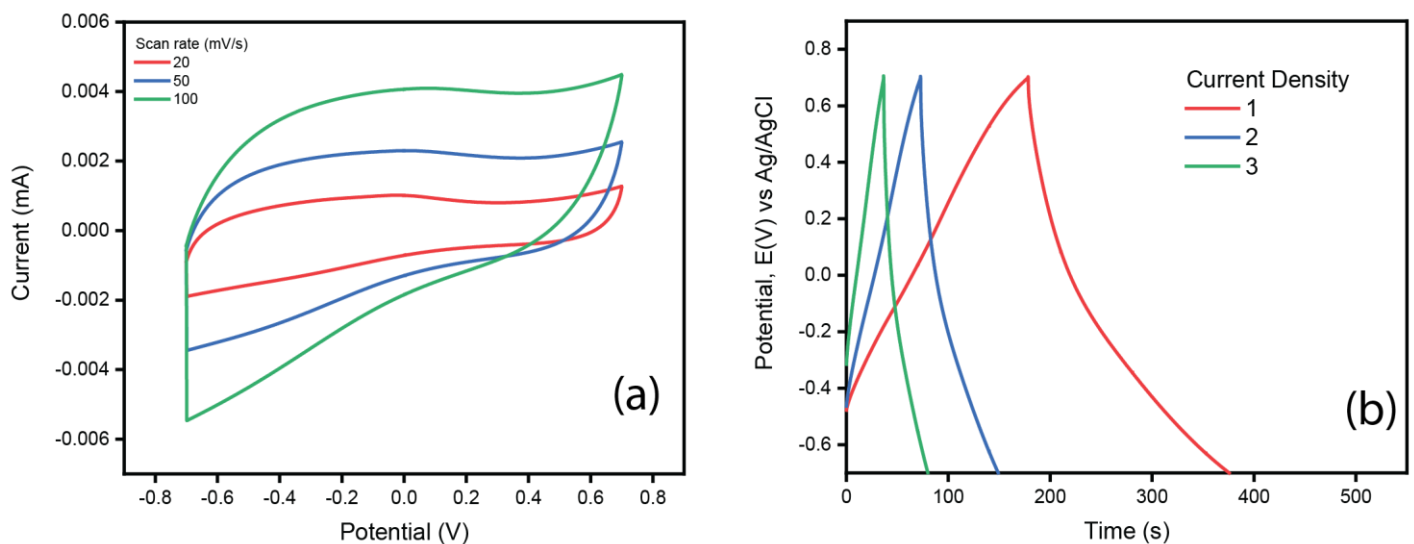 0.006
0.004
0.002
0.000
-0.002
-0.004
-0.006
Current (mA)
Scan rate (mV/s)
20
50
100
(a)
-0.8 -0.6 -0.4 -0.2 0.0 0.2 0.4 0.6 0.8
Potential (V)
0.8
0.6
0.4
0.2
0.0
-0.2
-0.4
-0.6
Potential, E(V) vs Ag/AgCl
Current Density
1
2
3
(b)
0 100 200 300 400 500
Time (s)